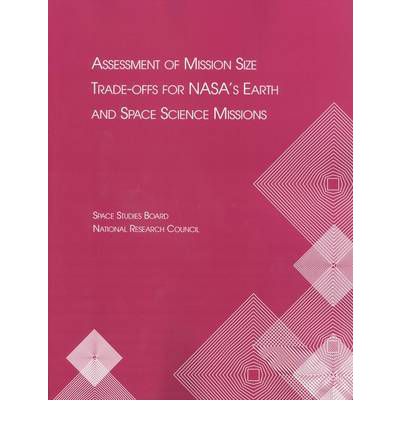 ASSESSMENT OF MISSION SIZE
TRADE-OFFS FOR NASA'S EARTH
AND SPACE SCIENCE MISSIONS
SPACE STUDIES BOARD
NATIONAL RESEARCH COUNCIL